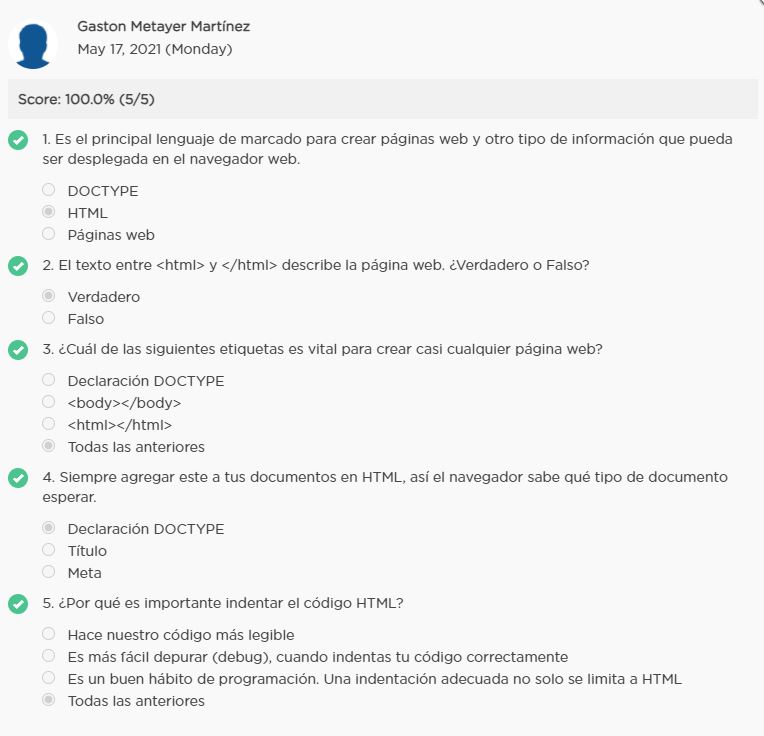 Gaston Metayer Martínez
May 17, 2021 (Monday)
Score: 100.0% (5/5)
1. Es el principal lenguaje de marcado para crear páginas web y otro tipo de información que pueda
ser desplegada en el navegador web.
DOCTYPE
HTML
Páginas web
2. El texto entre <html> y </html> describe la página web. ¿Verdadero o Falso?
Verdadero
Falso
3. ¿Cuál de las siguientes etiquetas es vital para crear casi cualquier página web?
Declaración DOCTYPE
<body></body>
<html></html>
Todas las anteriores
4. Siempre agregar este a tus documentos en HTML, así el navegador sabe qué tipo de documento
esperar.
Declaración DOCTYPE
Título
Meta
5. ¿Por qué es importante indentar el código HTML?
Hace nuestro código más legible
Es más fácil depurar (debug), cuando indentas tu código correctamente
Es un buen hábito de programación. Una indentación adecuada no solo se limita a HTML
Todas las anteriores